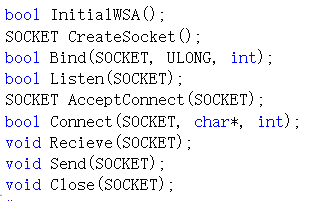 bool InitialWSA();
SOCKET CreateSocket();
bool Bind(SOCKET, ULONG, int);
bool Listen(SOCKET);
SOCKET AcceptConnect(SOCKET);
bool Connect(SOCKET, char*, int);
void Recieve(SOCKET);
void Send(SOCKET);
void Close(SOCKET);